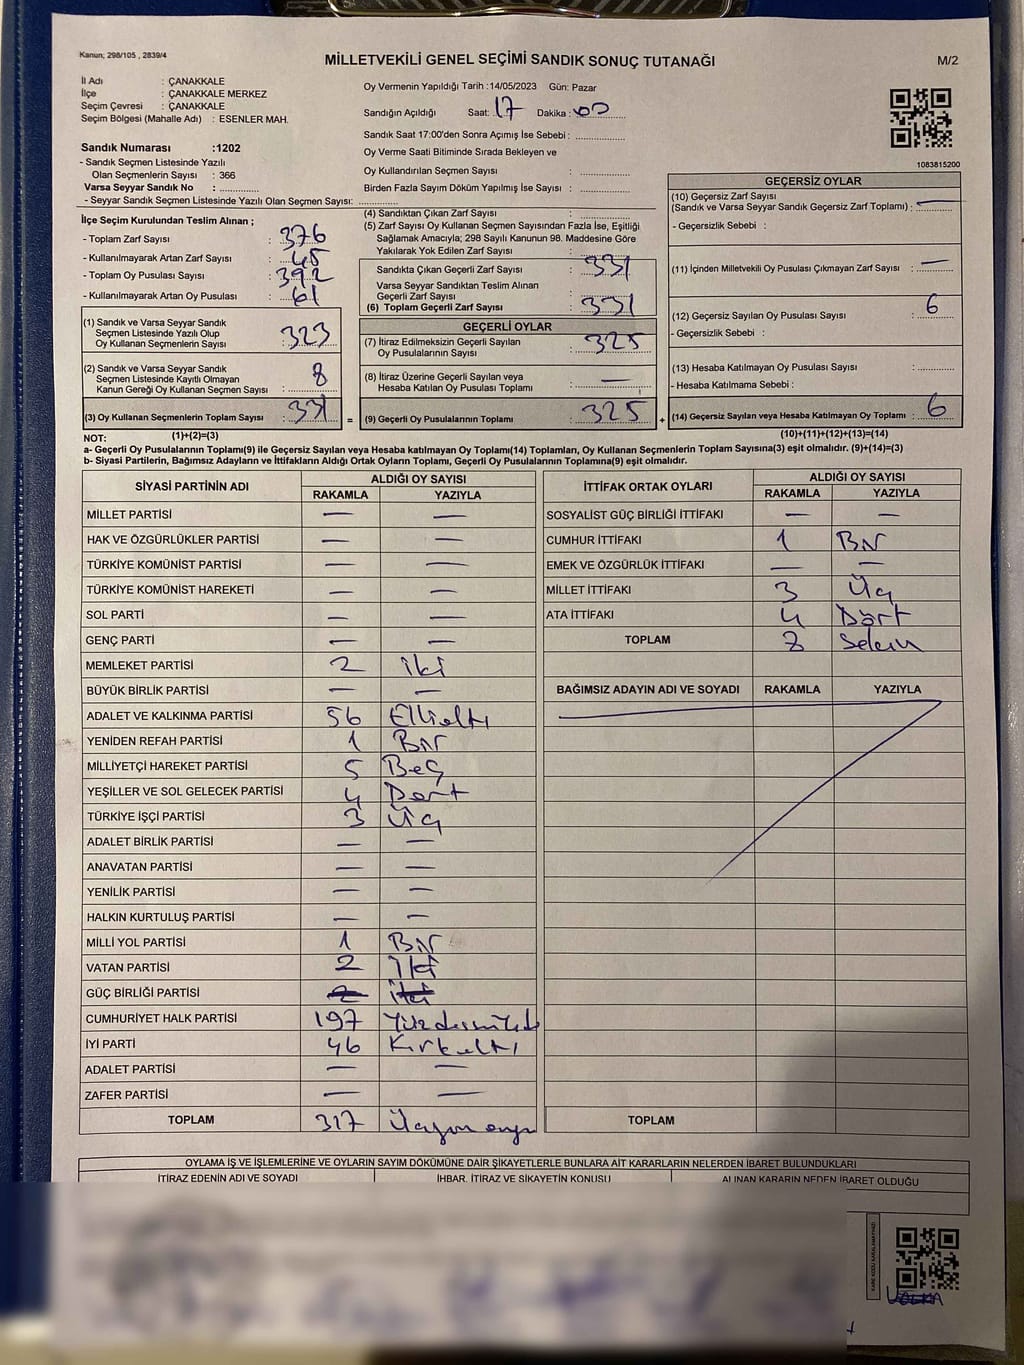 Kanun; 298/105 , 2839/4
MİLLETVEKİLİ GENEL SEÇİMİ SANDIK SONUÇ TUTANAĞI
M/2
İl Adı : ÇANAKKALE
İlçe : ÇANAKKALE MERKEZ
Seçim Çevresi : ÇANAKKALE
Seçim Bölgesi (Mahalle Adı) : ESENLER MAH.
Sandık Numarası :1202
- Sandık Seçmen Listesinde Yazılı
Olan Seçmenlerin Sayısı : 366
Varsa Seyyar Sandık No : ..............
- Seyyar Sandık Seçmen Listesinde Yazılı Olan Seçmen Sayısı: ..............
Oy Vermenin Yapıldığı Tarih :14/05/2023 Gün: Pazar
Sandığın Açıldığı Saat: 17 Dakika : 00
Sandık Saat 17:00'den Sonra Açımış İse Sebebi : ..............
Oy Verme Saati Bitiminde Sırada Bekleyen ve
Oy Kullandırılan Seçmen Sayısı : ..............
Birden Fazla Sayım Döküm Yapılmış İse Sayısı : ..............
1083815200
İlçe Seçim Kurulundan Teslim Alınan ;
- Toplam Zarf Sayısı : 376
- Kullanılmayarak Artan Zarf Sayısı : 45
- Toplam Oy Pusulası Sayısı : 392
- Kullanılmayarak Artan Oy Pusulası : 61
(1) Sandık ve Varsa Seyyar Sandık
Seçmen Listesinde Yazılı Olup
Oy Kullanan Seçmenlerin Sayısı : 323
(2) Sandık ve Varsa Seyyar Sandık
Seçmen Listesinde Kayıtlı Olmayan
Kanun Gereği Oy Kullanan Seçmen Sayısı : 8
(3) Oy Kullanan Seçmenlerin Toplam Sayısı : 331 =
(4) Sandıktan Çıkan Zarf Sayısı : ..............
(5) Zarf Sayısı Oy Kullanan Seçmen Sayısından Fazla İse, Eşitliği
Sağlamak Amacıyla; 298 Sayılı Kanunun 98. Maddesine Göre
Yakılarak Yok Edilen Zarf Sayısı : ..............
Sandıkta Çıkan Geçerli Zarf Sayısı : 331
Varsa Seyyar Sandıktan Teslim Alınan
Geçerli Zarf Sayısı : ..............
(6) Toplam Geçerli Zarf Sayısı : 331
GEÇERLİ OYLAR
(7) İtiraz Edilmeksizin Geçerli Sayılan
Oy Pusulalarının Sayısı : 325
(8) İtiraz Üzerine Geçerli Sayılan veya
Hesaba Katılan Oy Pusulası Toplamı : —
(9) Geçerli Oy Pusulalarının Toplamı : 325 +
GEÇERSİZ OYLAR
(10) Geçersiz Zarf Sayısı
(Sandık ve Varsa Seyyar Sandık Geçersiz Zarf Toplamı) : —
- Geçersizlik Sebebi :
(11) İçinden Milletvekili Oy Pusulası Çıkmayan Zarf Sayısı : —
(12) Geçersiz Sayılan Oy Pusulası Sayısı : 6
- Geçersizlik Sebebi :
(13) Hesaba Katılmayan Oy Pusulası Sayısı : ..............
- Hesaba Katılmama Sebebi :
(14) Geçersiz Sayılan veya Hesaba Katılmayan Oy Toplamı : 6
NOT: (1)+(2)=(3)
(10)+(11)+(12)+(13)=(14)
a- Geçerli Oy Pusulalarının Toplamı(9) ile Geçersiz Sayılan veya Hesaba katılmayan Oy Toplamı(14) Toplamları, Oy Kullanan Seçmenlerin Toplam Sayısına(3) eşit olmalıdır. (9)+(14)=(3)
b- Siyasi Partilerin, Bağımsız Adayların ve İttifakların Aldığı Ortak Oyların Toplamı, Geçerli Oy Pusulalarının Toplamına(9) eşit olmalıdır.
SİYASİ PARTİNİN ADI ALDIĞI OY SAYISI
RAKAMLA YAZIYLA
MİLLET PARTİSİ — —
HAK VE ÖZGÜRLÜKLER PARTİSİ — —
TÜRKİYE KOMÜNİST PARTİSİ — —
TÜRKİYE KOMÜNİST HAREKETİ — —
SOL PARTİ — —
GENÇ PARTİ — —
MEMLEKET PARTİSİ 2 iki
BÜYÜK BİRLİK PARTİSİ — —
ADALET VE KALKINMA PARTİSİ 56 Ellialtı
YENİDEN REFAH PARTİSİ 1 Bir
MİLLİYETÇİ HAREKET PARTİSİ 5 Beş
YEŞİLLER VE SOL GELECEK PARTİSİ 4 Dört
TÜRKİYE İŞÇİ PARTİSİ 3 Üç
ADALET BİRLİK PARTİSİ — —
ANAVATAN PARTİSİ — —
YENİLİK PARTİSİ — —
HALKIN KURTULUŞ PARTİSİ — —
MİLLİ YOL PARTİSİ 1 Bir
VATAN PARTİSİ 2 İki
GÜÇ BİRLİĞİ PARTİSİ 2 iki
CUMHURİYET HALK PARTİSİ 197
İYİ PARTİ 46 Kırkaltı
ADALET PARTİSİ — —
ZAFER PARTİSİ — —
TOPLAM 317
İTTİFAK ORTAK OYLARI ALDIĞI OY SAYISI
RAKAMLA YAZIYLA
SOSYALİST GÜÇ BİRLİĞİ İTTİFAKI — —
CUMHUR İTTİFAKI 1 Bir
EMEK VE ÖZGÜRLÜK İTTİFAKI — —
MİLLET İTTİFAKI 3 Üç
ATA İTTİFAKI 4 Dört
TOPLAM 8 Sekiz
BAĞIMSIZ ADAYIN ADI VE SOYADI RAKAMLA YAZIYLA
TOPLAM
OYLAMA İŞ VE İŞLEMLERİNE VE OYLARIN SAYIM DÖKÜMÜNE DAİR ŞİKAYETLERLE BUNLARA AİT KARARLARIN NELERDEN İBARET BULUNDUKLARI
İTİRAZ EDENİN ADI VE SOYADI İHBAR, İTİRAZ VE ŞİKAYETİN KONUSU ALINAN KARARIN NEDEN İBARET OLDUĞU